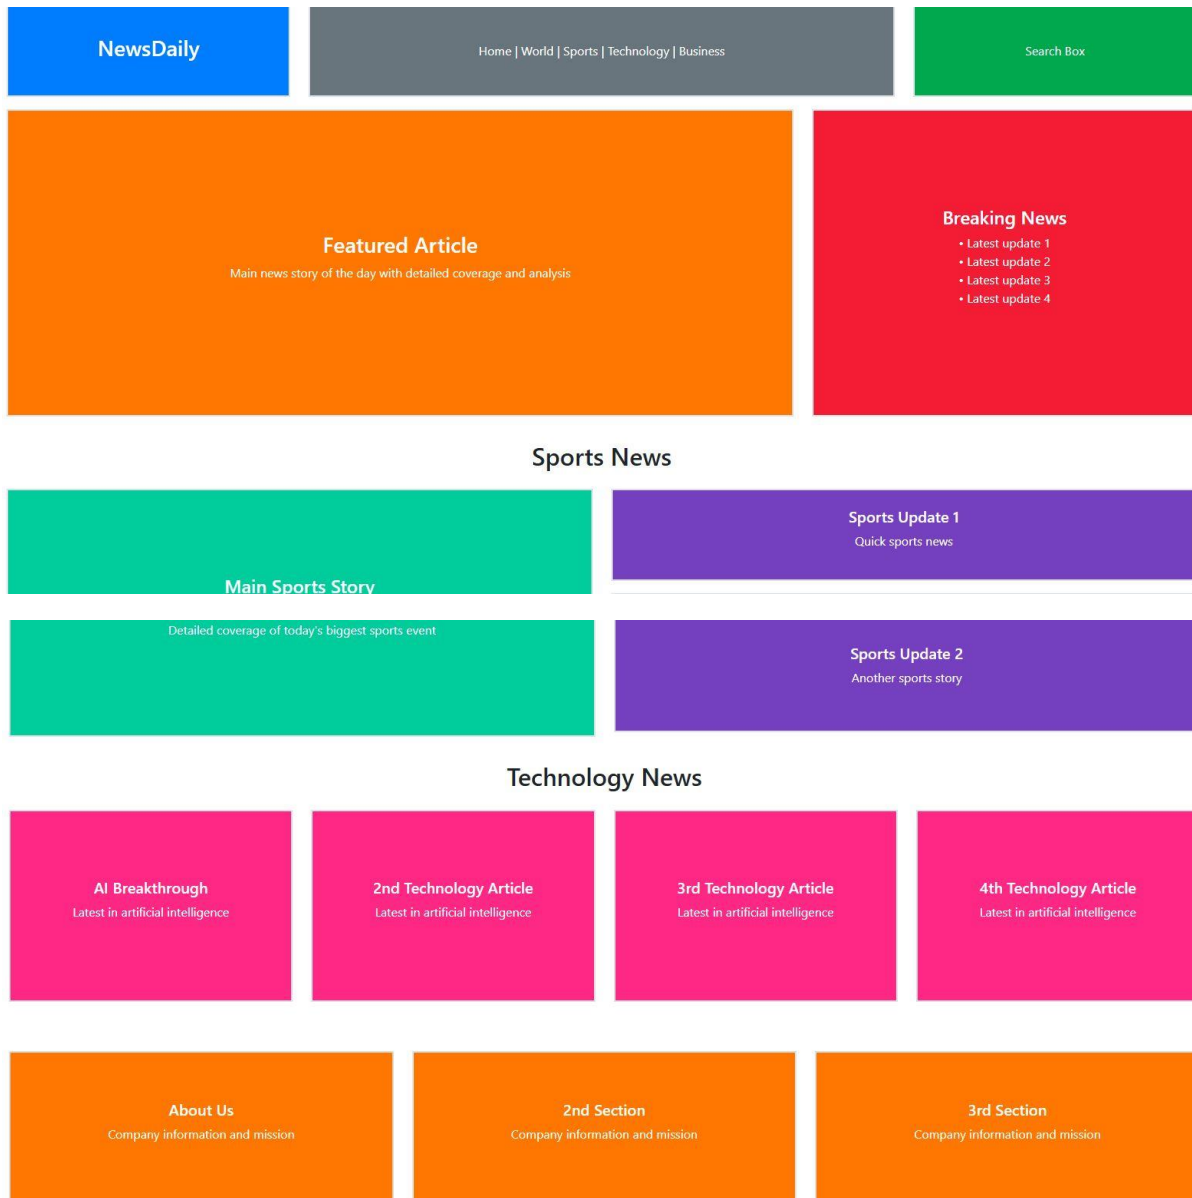 NewsDaily
Home | World | Sports | Technology | Business
Search Box
Featured Article
Main news story of the day with detailed coverage and analysis
Breaking News
• Latest update 1
• Latest update 2
• Latest update 3
• Latest update 4
Sports News
Main Sports Story
Detailed coverage of today's biggest sports event
Sports Update 1
Quick sports news
Sports Update 2
Another sports story
Technology News
AI Breakthrough
Latest in artificial intelligence
2nd Technology Article
Latest in artificial intelligence
3rd Technology Article
Latest in artificial intelligence
4th Technology Article
Latest in artificial intelligence
About Us
Company information and mission
2nd Section
Company information and mission
3rd Section
Company information and mission